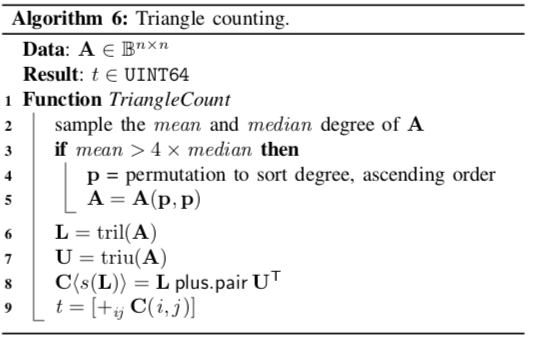 Algorithm 6: Triangle counting.
Data: A ∈ 𝔹ⁿˣⁿ
Result: t ∈ UINT64
1 Function TriangleCount
2 sample the mean and median degree of A
3 if mean > 4 × median then
4 p = permutation to sort degree, ascending order
5 A = A(p, p)
6 L = tril(A)
7 U = triu(A)
8 C⟨s(L)⟩ = L plus.pair Uᵀ
9 t = [+ᵢⱼ C(i, j)]